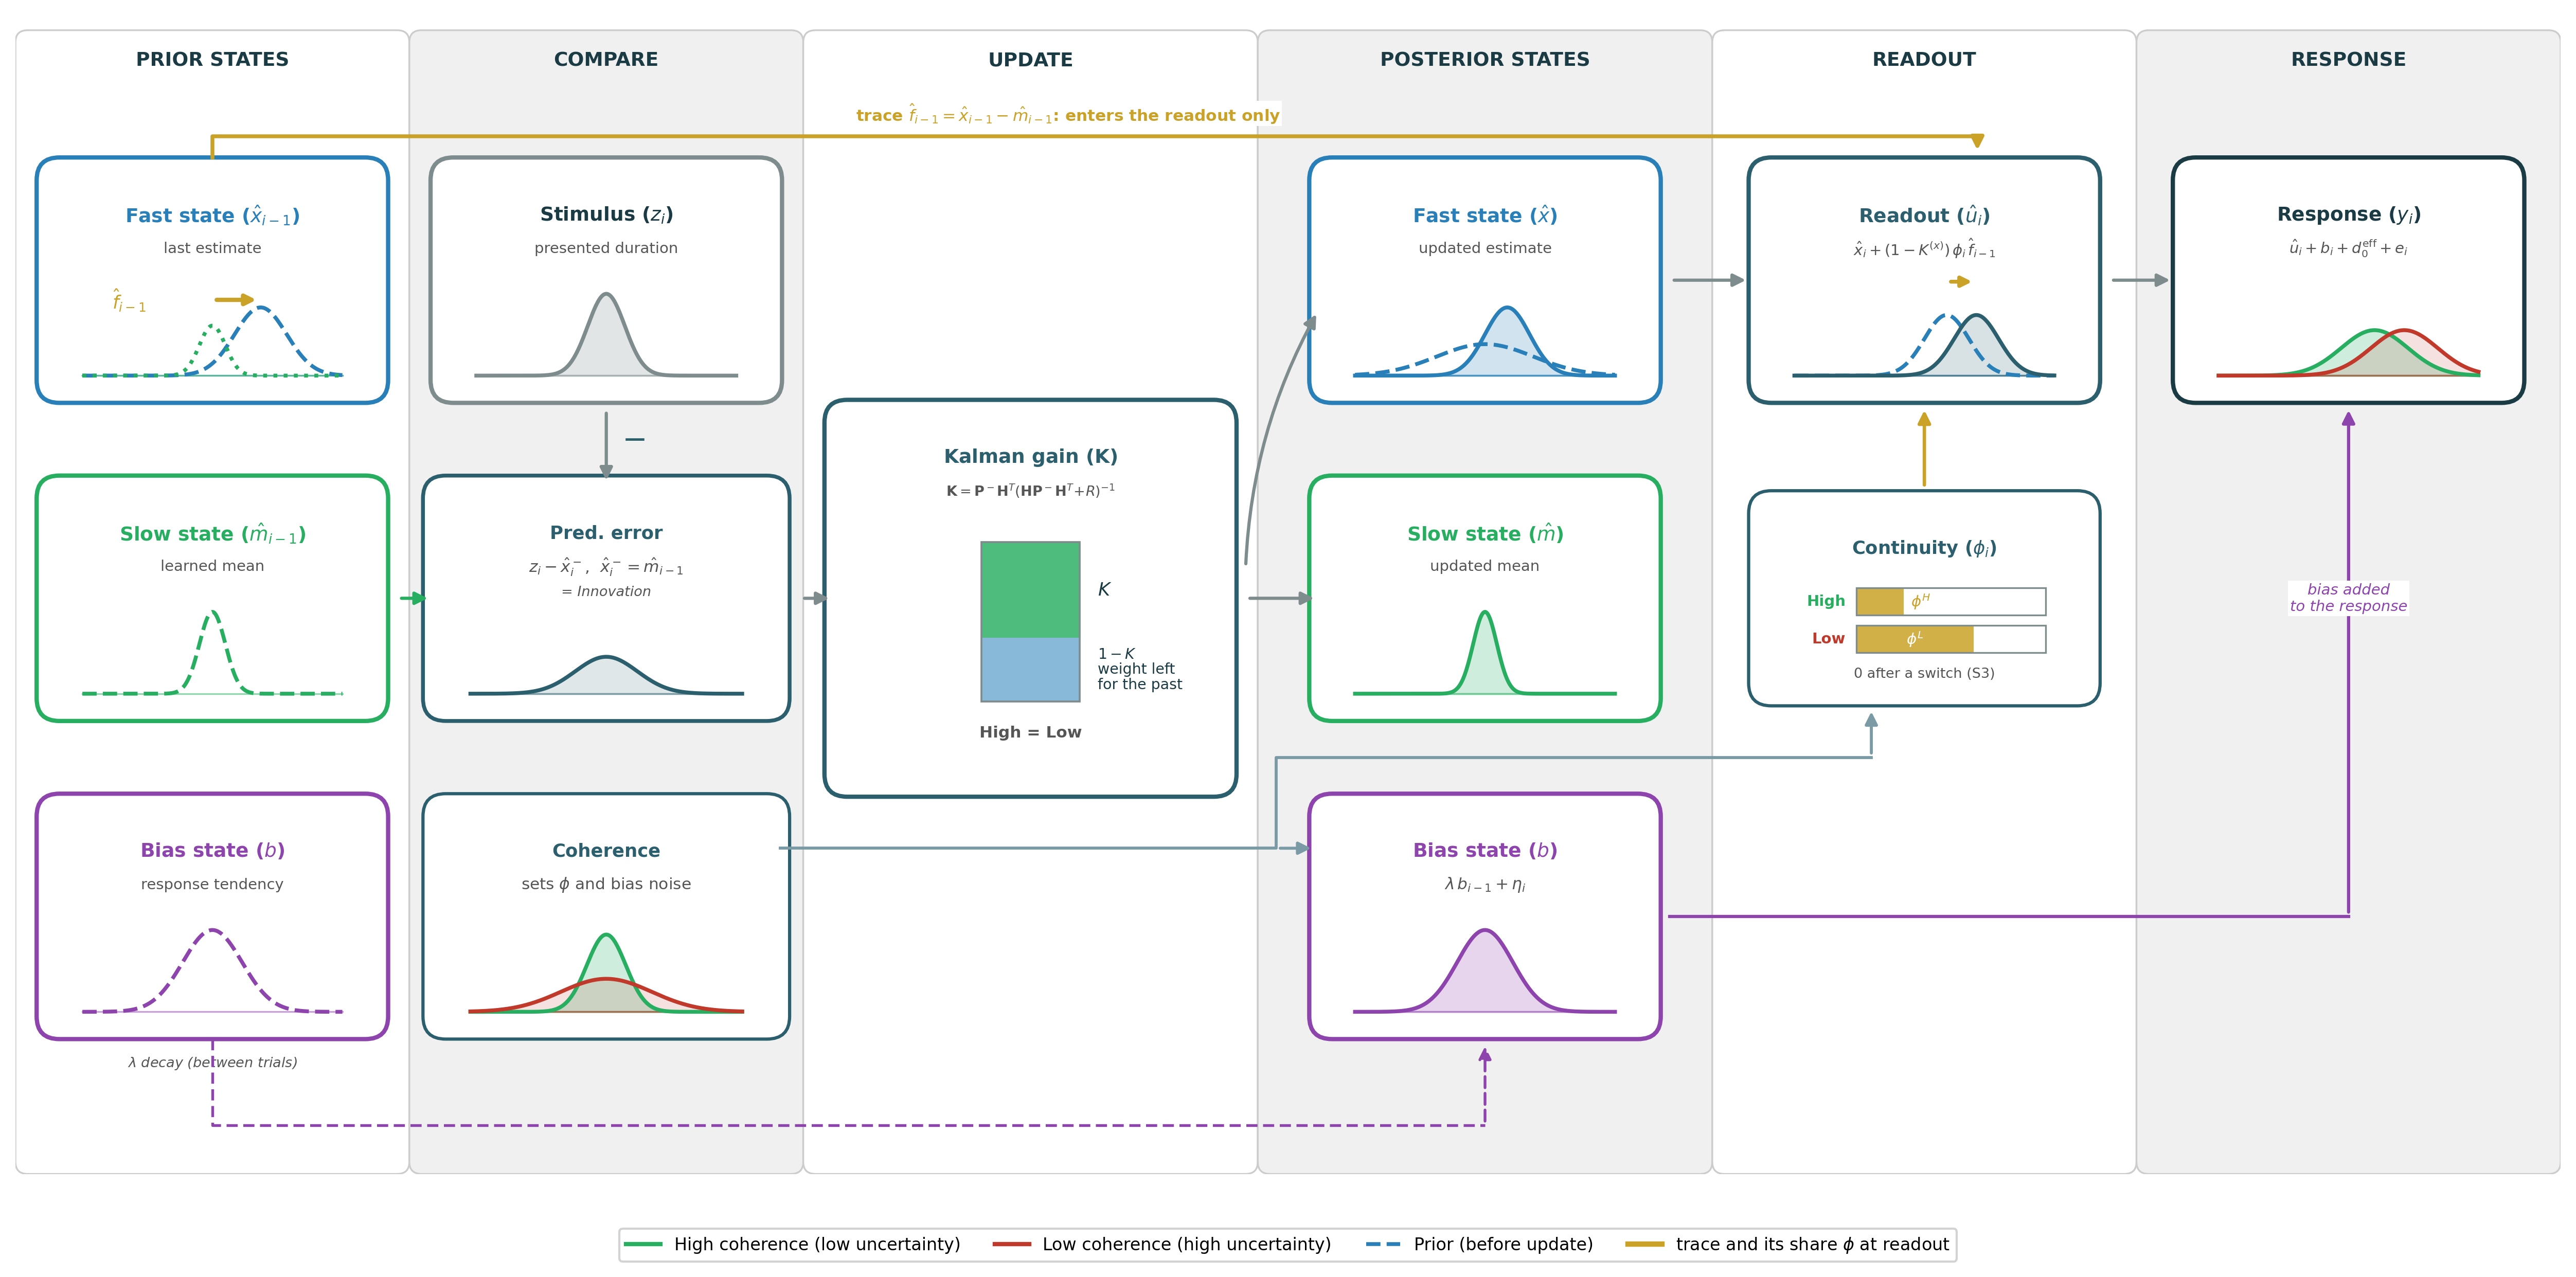 PRIOR STATES
COMPARE
UPDATE
POSTERIOR STATES
READOUT
RESPONSE
trace f̂ᵢ₋₁ = x̂ᵢ₋₁ − m̂ᵢ₋₁: enters the readout only
Fast state (x̂ᵢ₋₁)
last estimate
f̂ᵢ₋₁
Slow state (m̂ᵢ₋₁)
learned mean
Bias state (b)
response tendency
λ decay (between trials)
Stimulus (zᵢ)
presented duration
−
Pred. error
zᵢ − x̂ᵢ⁻, x̂ᵢ⁻ = m̂ᵢ₋₁
= Innovation
Coherence
sets ϕ and bias noise
Kalman gain (K)
K = P⁻Hᵀ(HP⁻Hᵀ+R)⁻¹
K
1 − K
weight left
for the past
High = Low
Fast state (x̂)
updated estimate
Slow state (m̂)
updated mean
Bias state (b)
λ bᵢ₋₁ + ηᵢ
Readout (ûᵢ)
x̂ᵢ + (1 − K⁽ˣ⁾) ϕᵢ f̂ᵢ₋₁
Continuity (ϕᵢ)
High ϕᴴ
Low ϕᴸ
0 after a switch (S3)
Response (yᵢ)
ûᵢ + bᵢ + d₀ᵉᶠᶠ + eᵢ
bias added
to the response
High coherence (low uncertainty)
Low coherence (high uncertainty)
Prior (before update)
trace and its share ϕ at readout